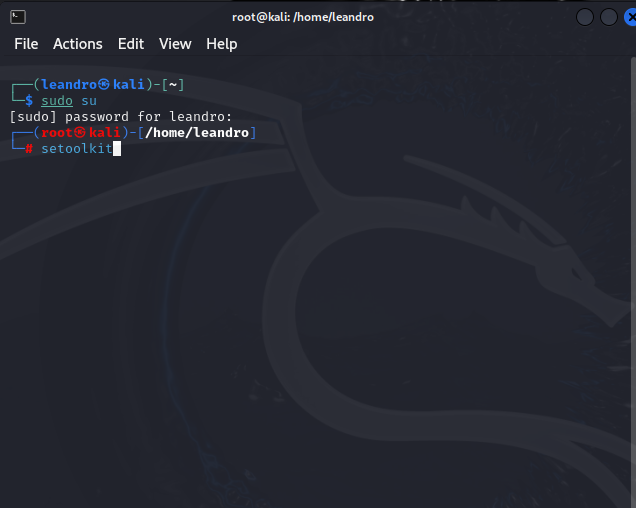 root@kali: /home/leandro
File Actions Edit View Help
┌──(leandro㉿kali)-[~]
└─$ sudo su
[sudo] password for leandro:
┌──(root㉿kali)-[/home/leandro]
└─# setoolkit